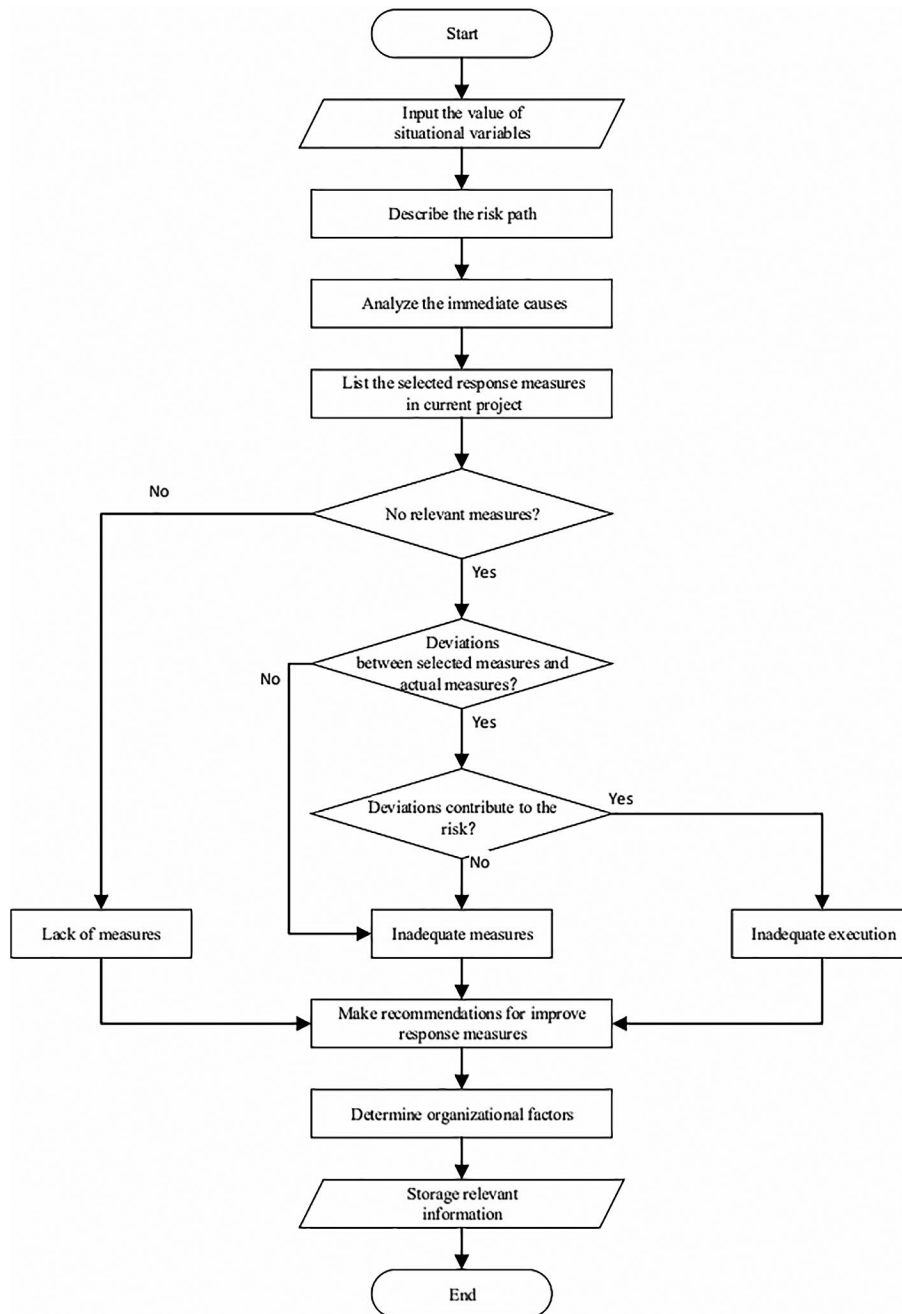 Start
Input the value of
situational variables
Describe the risk path
Analyze the immediate causes
List the selected response measures
in current project
No
No relevant measures?
Yes
Deviations
between selected measures and
actual measures?
No
Yes
Deviations contribute to the
risk?
Yes
No
Lack of measures
Inadequate measures
Inadequate execution
Make recommendations for improve
response measures
Determine organizational factors
Storage relevant
information
End